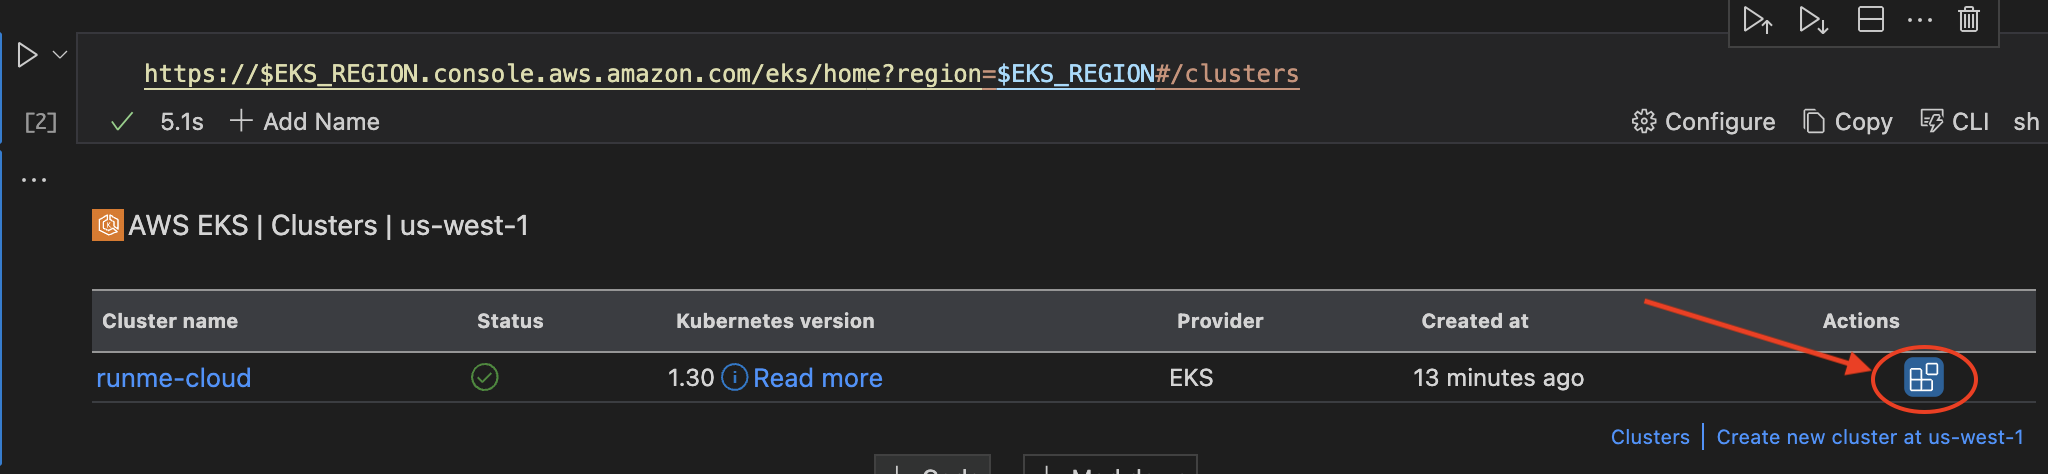 https://$EKS_REGION.console.aws.amazon.com/eks/home?region=$EKS_REGION#/clusters
[2] 5.1s Add Name Configure Copy CLI sh
AWS EKS | Clusters | us-west-1
Cluster name Status Kubernetes version Provider Created at Actions
runme-cloud 1.30 Read more EKS 13 minutes ago
Clusters | Create new cluster at us-west-1